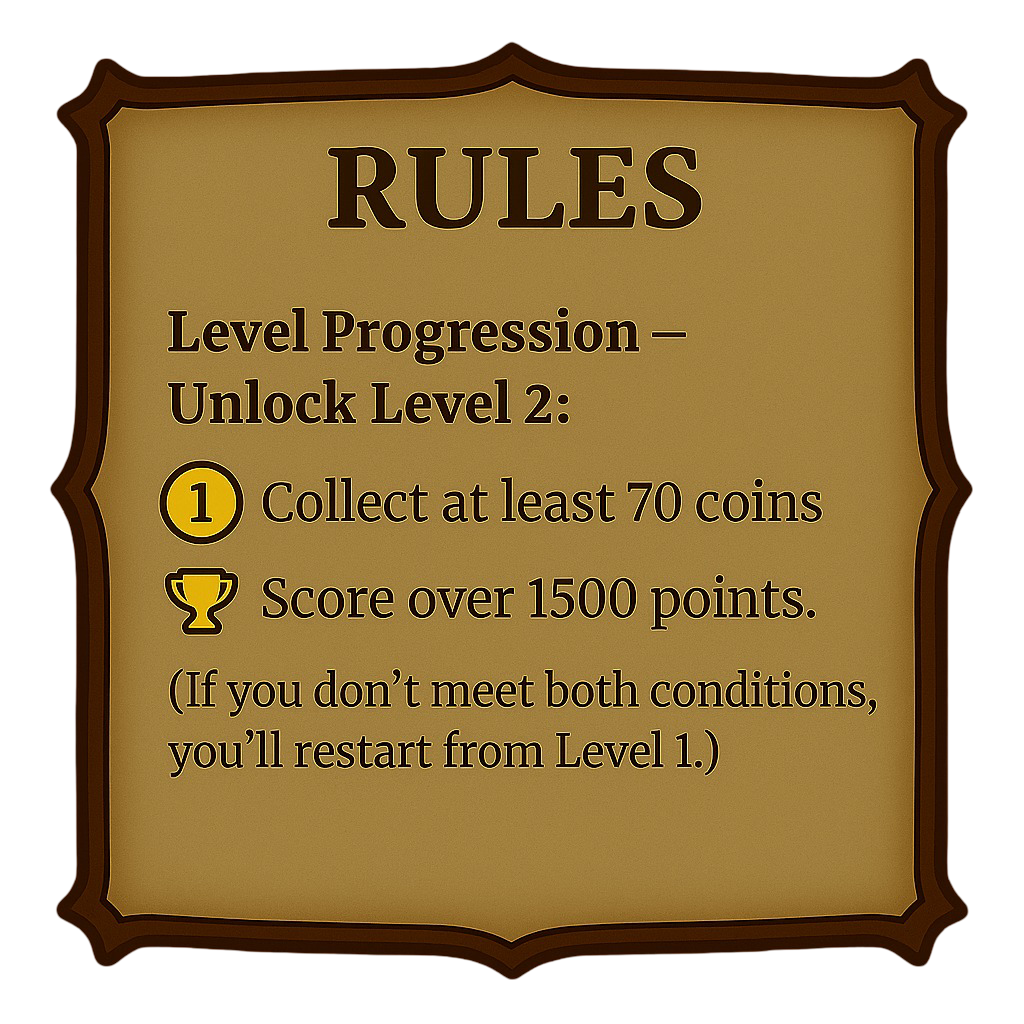 RULES
Level Progression –
Unlock Level 2:
1 Collect at least 70 coins
Score over 1500 points.
(If you don’t meet both conditions,
you’ll restart from Level 1.)